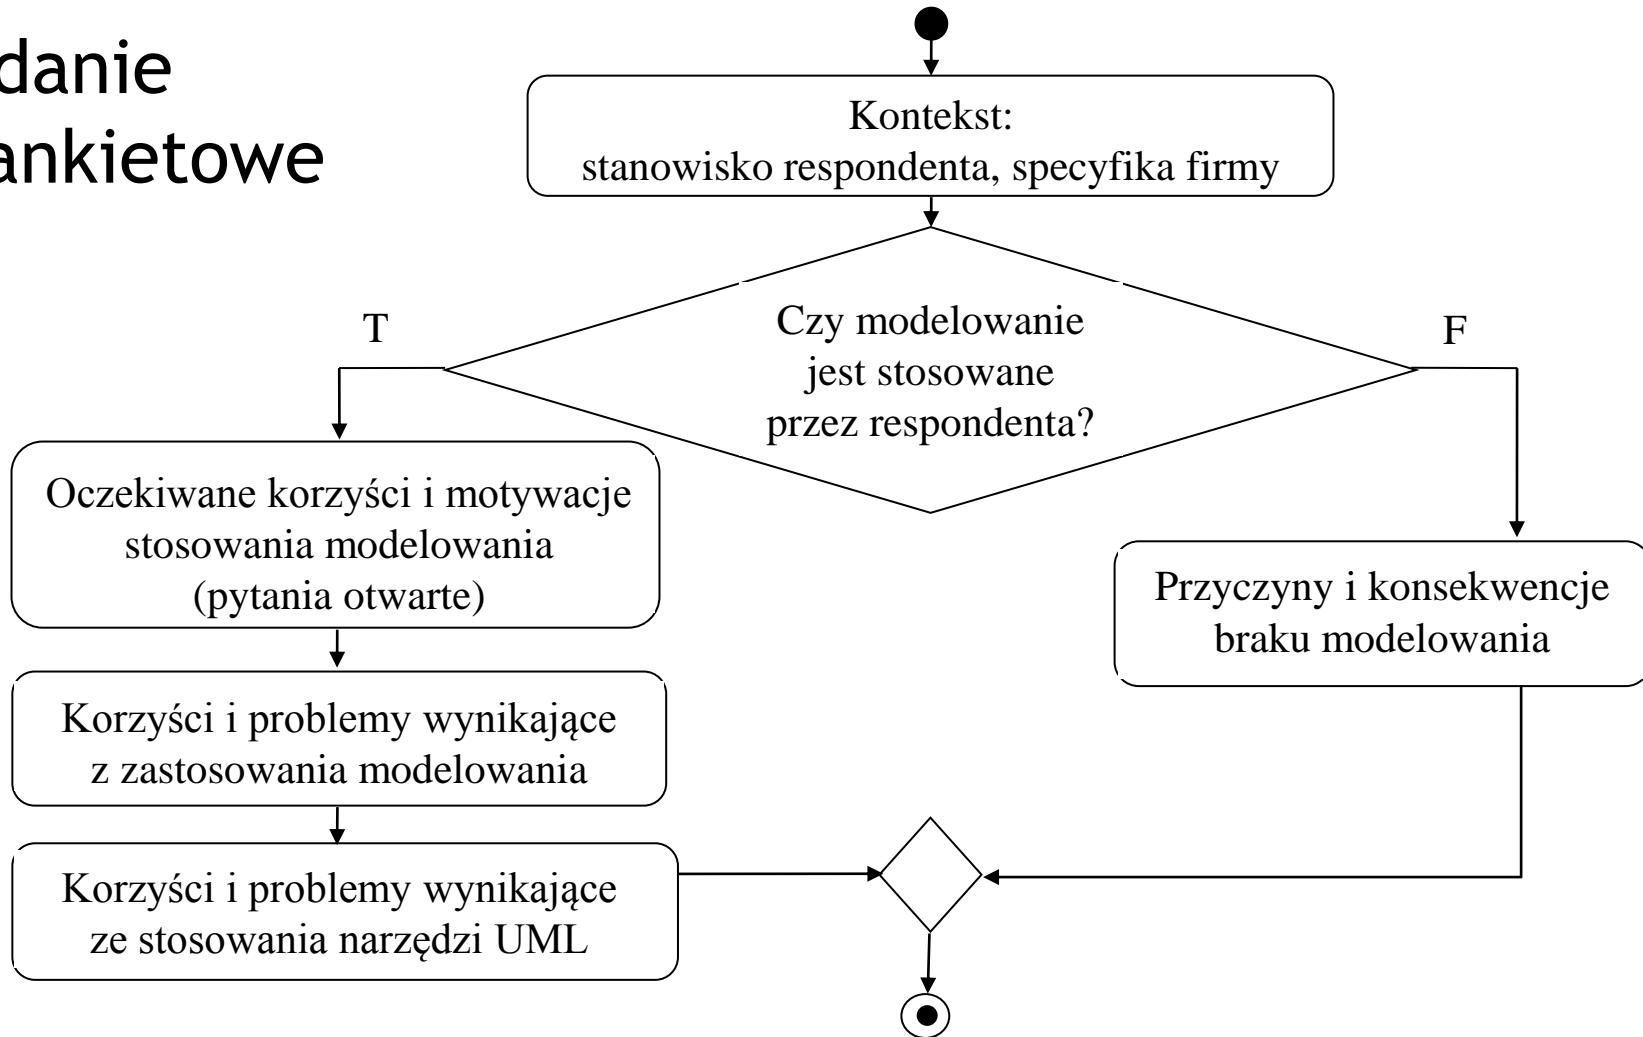 danie
ankietowe
Kontekst:
stanowisko respondenta, specyfika firmy
Czy modelowanie
jest stosowane
przez respondenta?
T
F
Oczekiwane korzyści i motywacje
stosowania modelowania
(pytania otwarte)
Przyczyny i konsekwencje
braku modelowania
Korzyści i problemy wynikające
z zastosowania modelowania
Korzyści i problemy wynikające
ze stosowania narzędzi UML